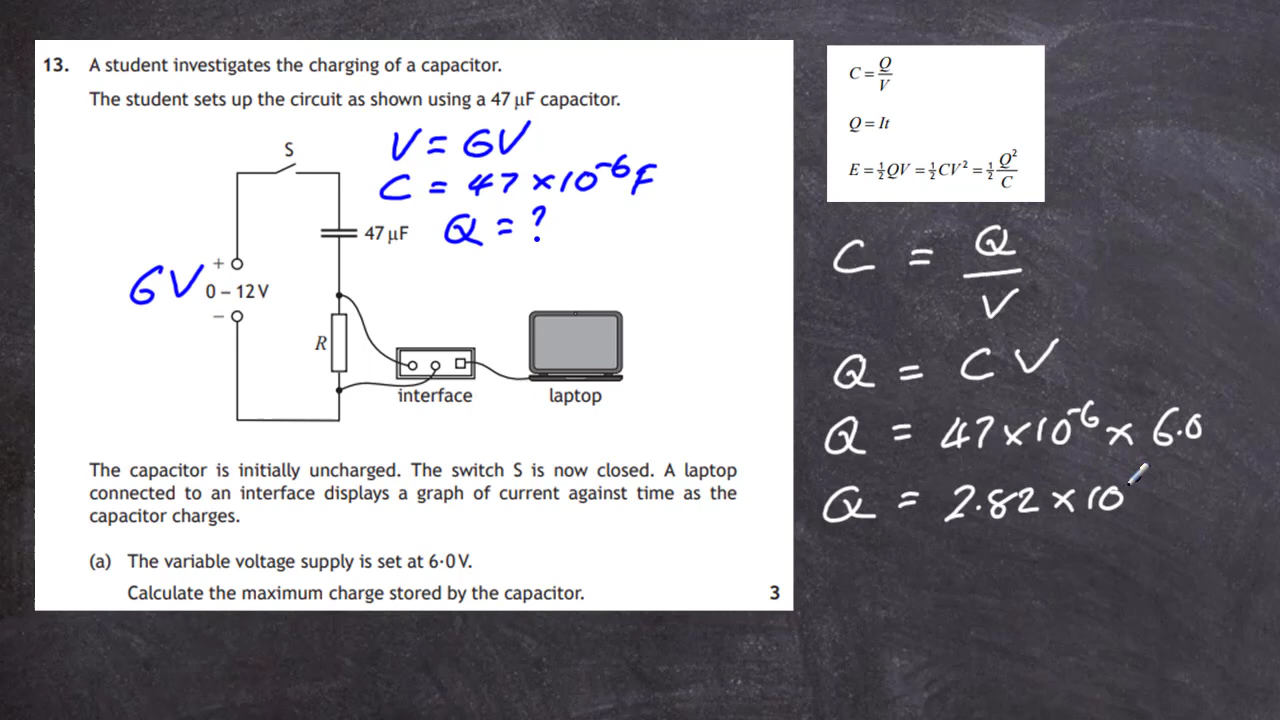 13. A student investigates the charging of a capacitor.
The student sets up the circuit as shown using a 47 µF capacitor.
S
V = 6V
C = 47 × 10⁻⁶ F
47 µF
Q = ?
6V
+
0 – 12 V
−
R
interface
laptop
The capacitor is initially uncharged. The switch S is now closed. A laptop
connected to an interface displays a graph of current against time as the
capacitor charges.
(a) The variable voltage supply is set at 6·0 V.
Calculate the maximum charge stored by the capacitor. 3
C = Q/V
Q = It
E = ½QV = ½CV² = ½ Q²/C
C = Q/V
Q = CV
Q = 47 × 10⁻⁶ × 6.0
Q = 2.82 × 10